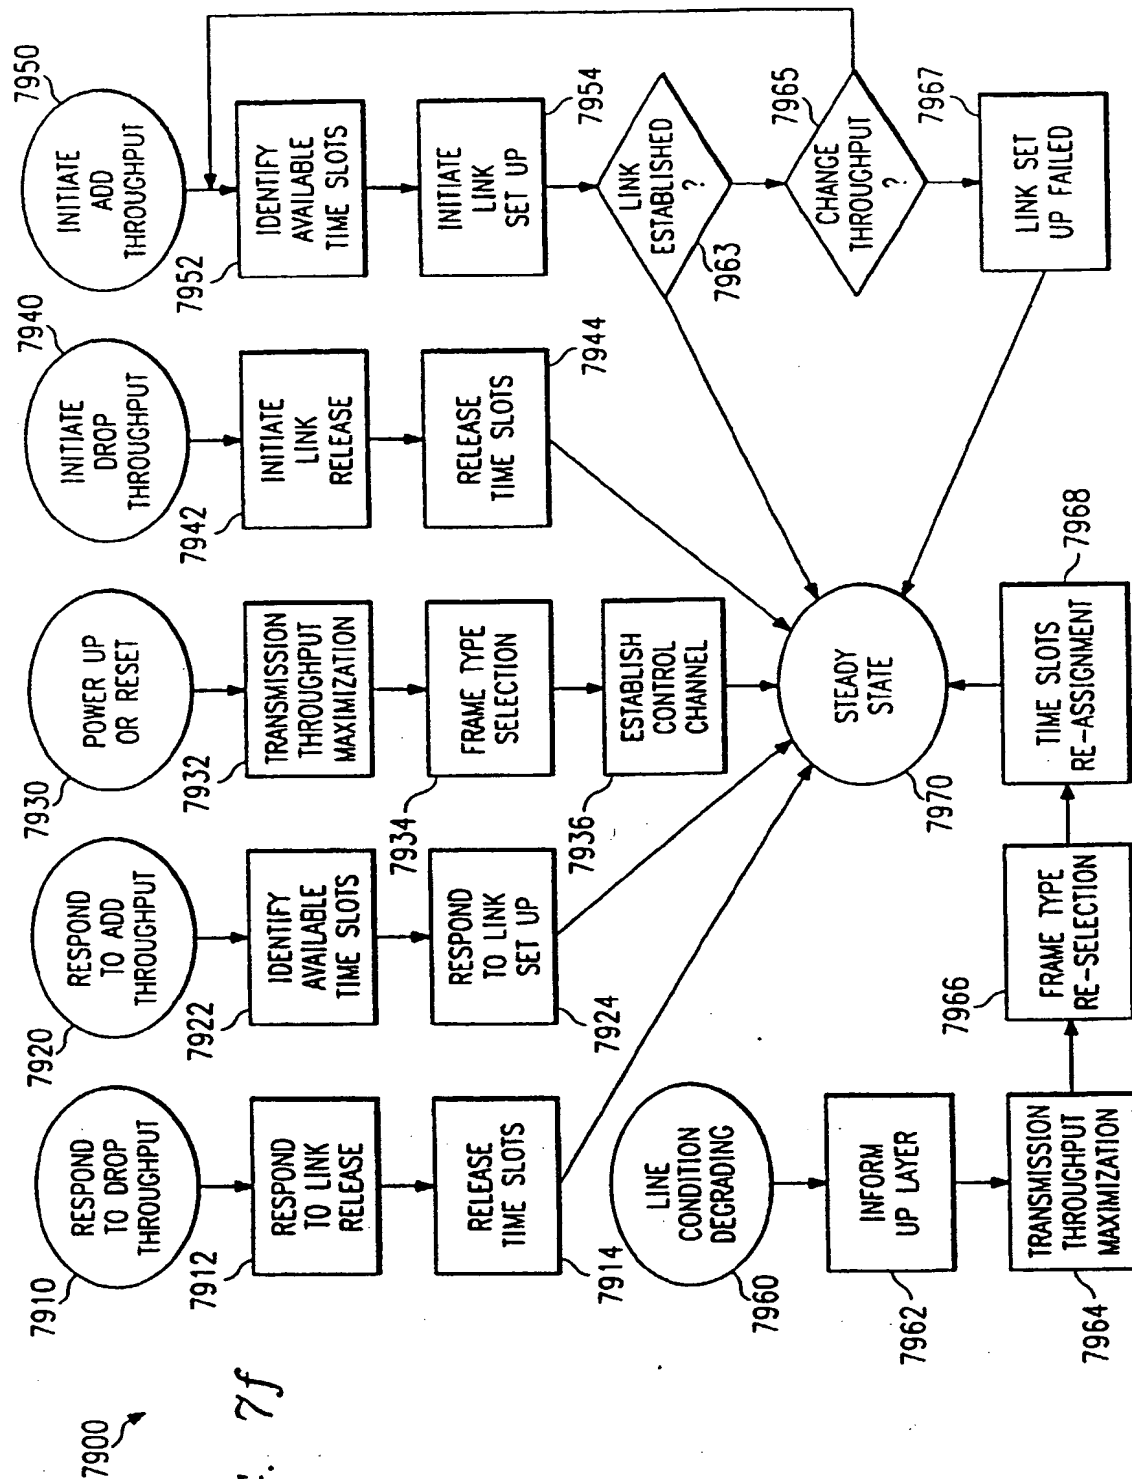 7900
7f
7910
RESPOND
TO DROP
THROUGHPUT
7912
RESPOND
TO LINK
RELEASE
RELEASE
TIME SLOTS
7914
7920
RESPOND
TO ADD
THROUGHPUT
7922
IDENTIFY
AVAILABLE
TIME SLOTS
RESPOND
TO LINK
SET UP
7924
7930
POWER UP
OR RESET
7932
TRANSMISSION
THROUGHPUT
MAXIMIZATION
7934
FRAME TYPE
SELECTION
7936
ESTABLISH
CONTROL
CHANNEL
7940
INITIATE
DROP
THROUGHPUT
7942
INITIATE
LINK
RELEASE
7944
RELEASE
TIME SLOTS
7950
INITIATE
ADD
THROUGHPUT
7952
IDENTIFY
AVAILABLE
TIME SLOTS
7954
INITIATE
LINK
SET UP
LINK
ESTABLISHED
?
7963
7965
CHANGE
THROUGHPUT
?
7967
LINK SET
UP FAILED
LINE
CONDITION
DEGRADING
7960
INFORM
UP LAYER
7962
TRANSMISSION
THROUGHPUT
MAXIMIZATION
7964
7966
FRAME TYPE
RE-SELECTION
7968
TIME SLOTS
RE-ASSIGNMENT
STEADY
STATE
7970